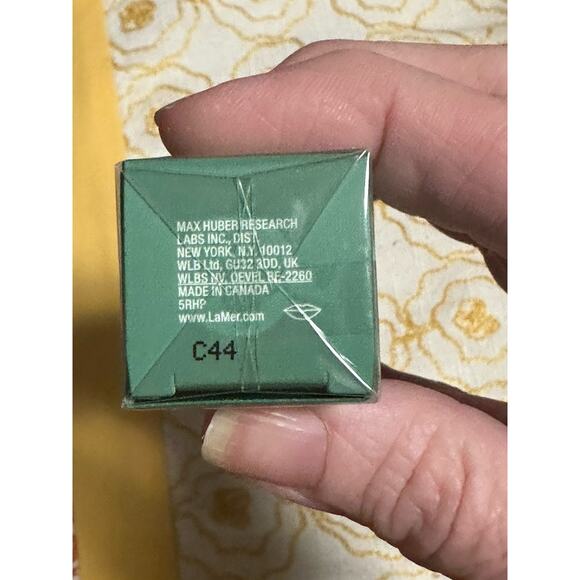 MAX HUBER RESEARCH
LABS INC., DIST.
NEW YORK, N.Y. 10012
WLB Ltd, GU32 3DD, UK
WLBS NV, OEVEL BE-2260
MADE IN CANADA
5RHP
www.LaMer.com
C44